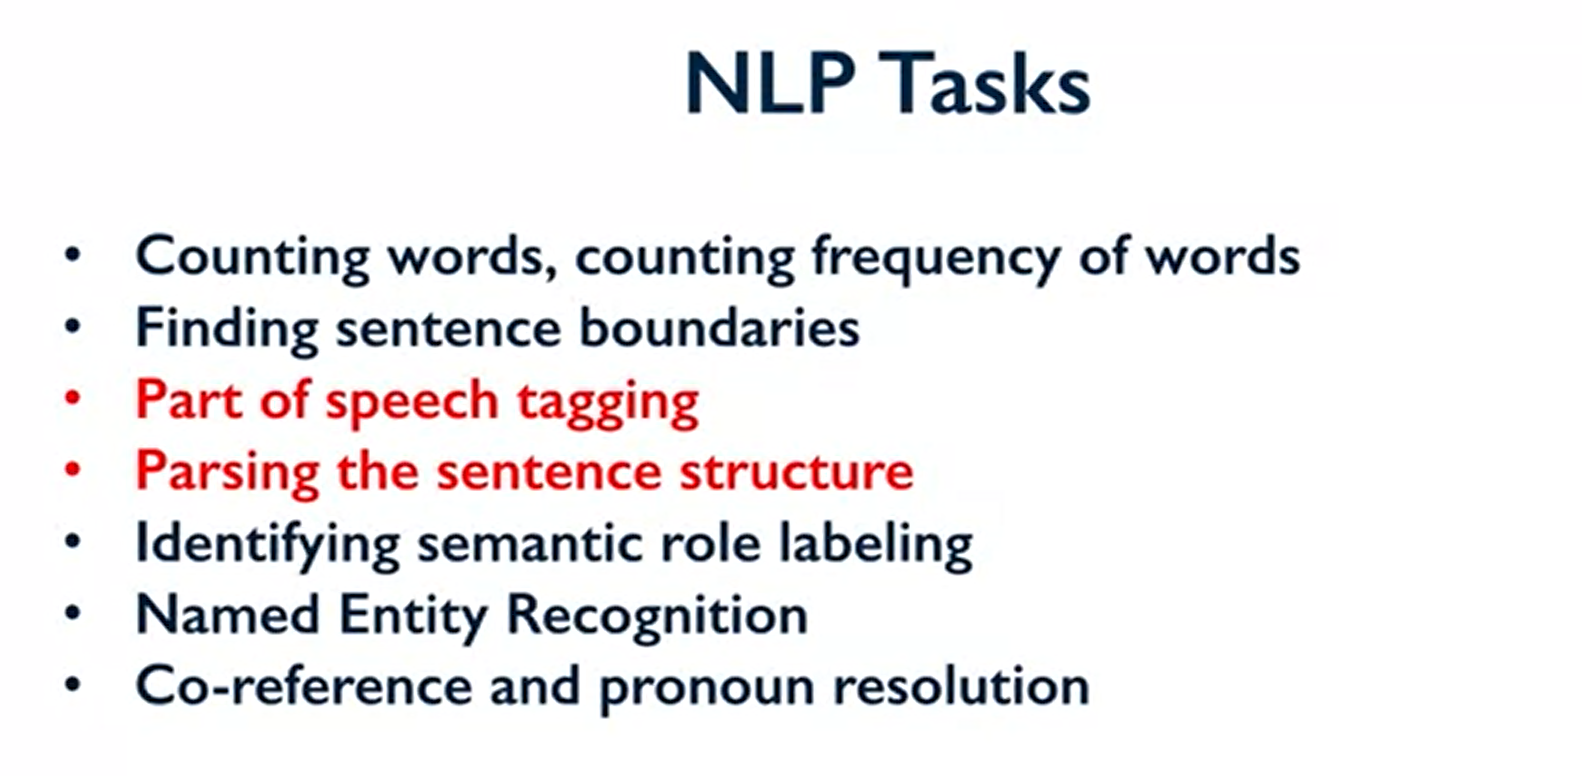 NLP Tasks
• Counting words, counting frequency of words
• Finding sentence boundaries
• Part of speech tagging
• Parsing the sentence structure
• Identifying semantic role labeling
• Named Entity Recognition
• Co-reference and pronoun resolution